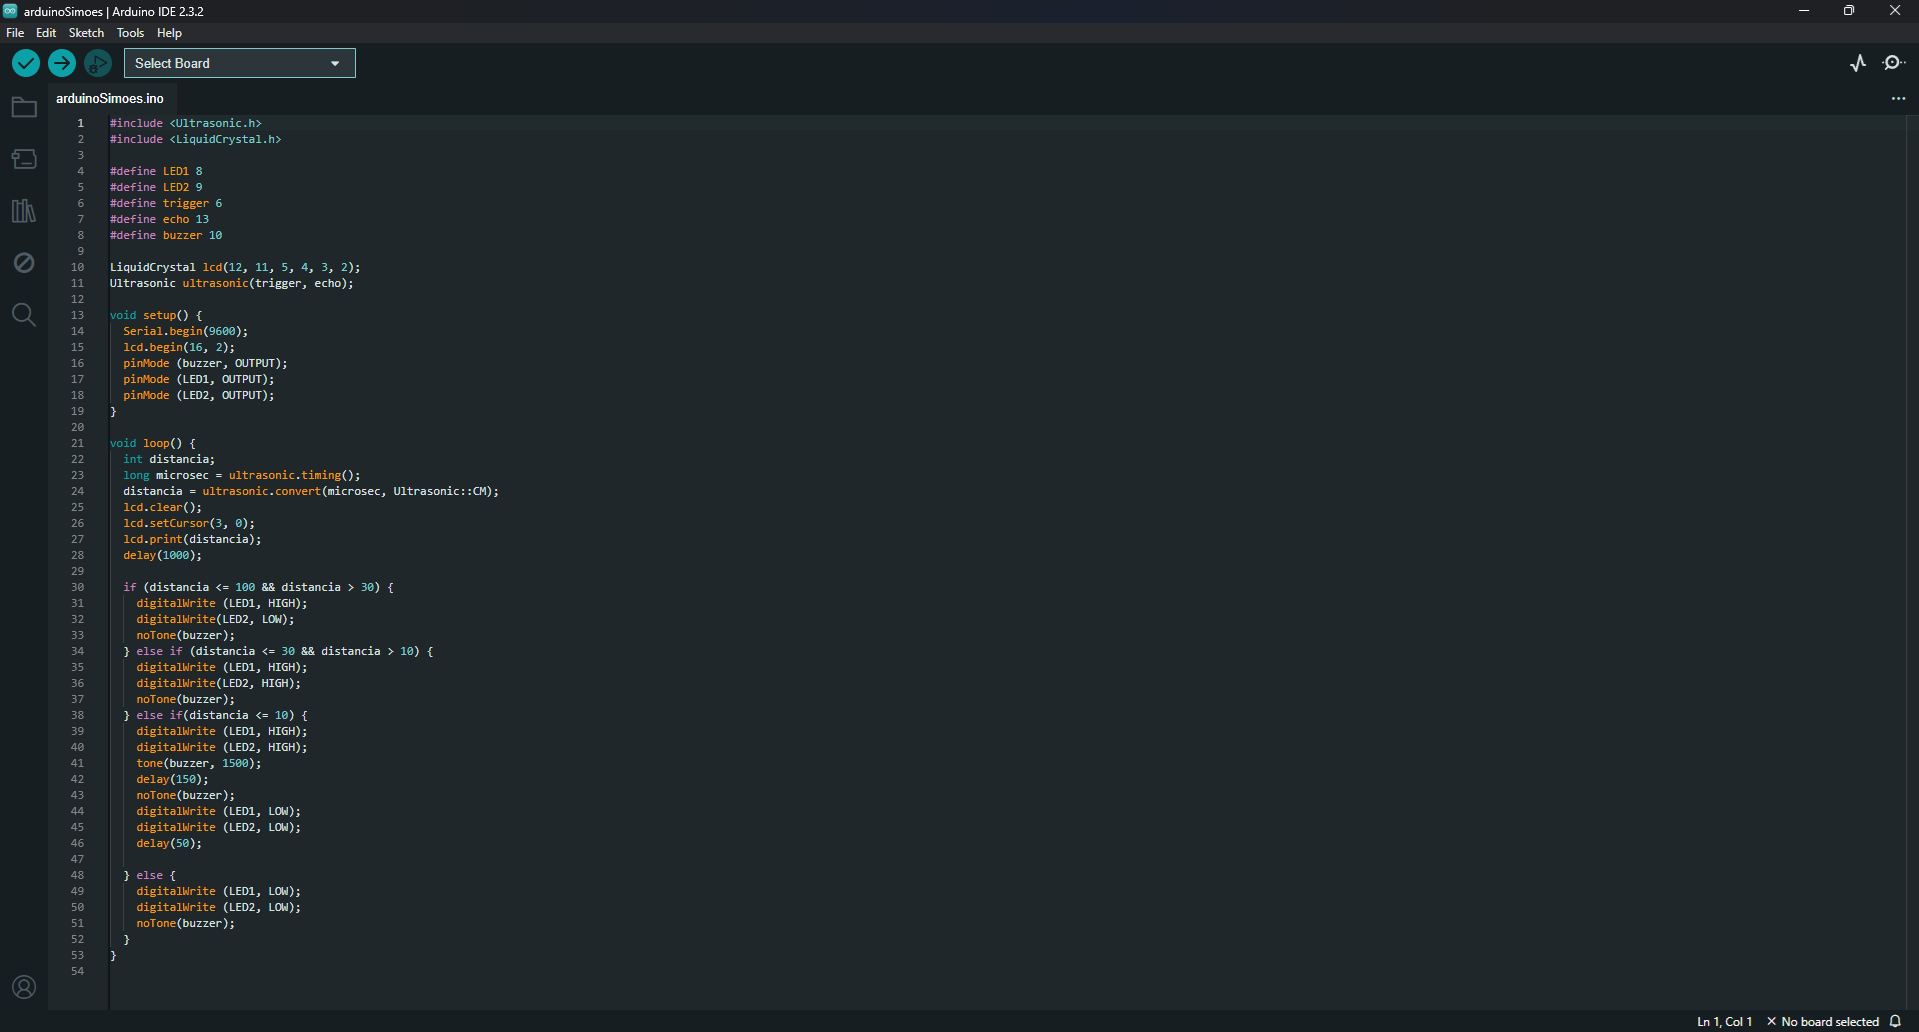 arduinoSimoes | Arduino IDE 2.3.2
File Edit Sketch Tools Help
Select Board
arduinoSimoes.ino
1 #include <Ultrasonic.h>
2 #include <LiquidCrystal.h>
3
4 #define LED1 8
5 #define LED2 9
6 #define trigger 6
7 #define echo 13
8 #define buzzer 10
9
10 LiquidCrystal lcd(12, 11, 5, 4, 3, 2);
11 Ultrasonic ultrasonic(trigger, echo);
12
13 void setup() {
14   Serial.begin(9600);
15   lcd.begin(16, 2);
16   pinMode (buzzer, OUTPUT);
17   pinMode (LED1, OUTPUT);
18   pinMode (LED2, OUTPUT);
19 }
20
21 void loop() {
22   int distancia;
23   long microsec = ultrasonic.timing();
24   distancia = ultrasonic.convert(microsec, Ultrasonic::CM);
25   lcd.clear();
26   lcd.setCursor(3, 0);
27   lcd.print(distancia);
28   delay(1000);
29
30   if (distancia <= 100 && distancia > 30) {
31     digitalWrite (LED1, HIGH);
32     digitalWrite(LED2, LOW);
33     noTone(buzzer);
34   } else if (distancia <= 30 && distancia > 10) {
35     digitalWrite (LED1, HIGH);
36     digitalWrite(LED2, HIGH);
37     noTone(buzzer);
38   } else if(distancia <= 10) {
39     digitalWrite (LED1, HIGH);
40     digitalWrite (LED2, HIGH);
41     tone(buzzer, 1500);
42     delay(150);
43     noTone(buzzer);
44     digitalWrite (LED1, LOW);
45     digitalWrite (LED2, LOW);
46     delay(50);
47
48   } else {
49     digitalWrite (LED1, LOW);
50     digitalWrite (LED2, LOW);
51     noTone(buzzer);
52   }
53 }
54
Ln 1, Col 1 × No board selected